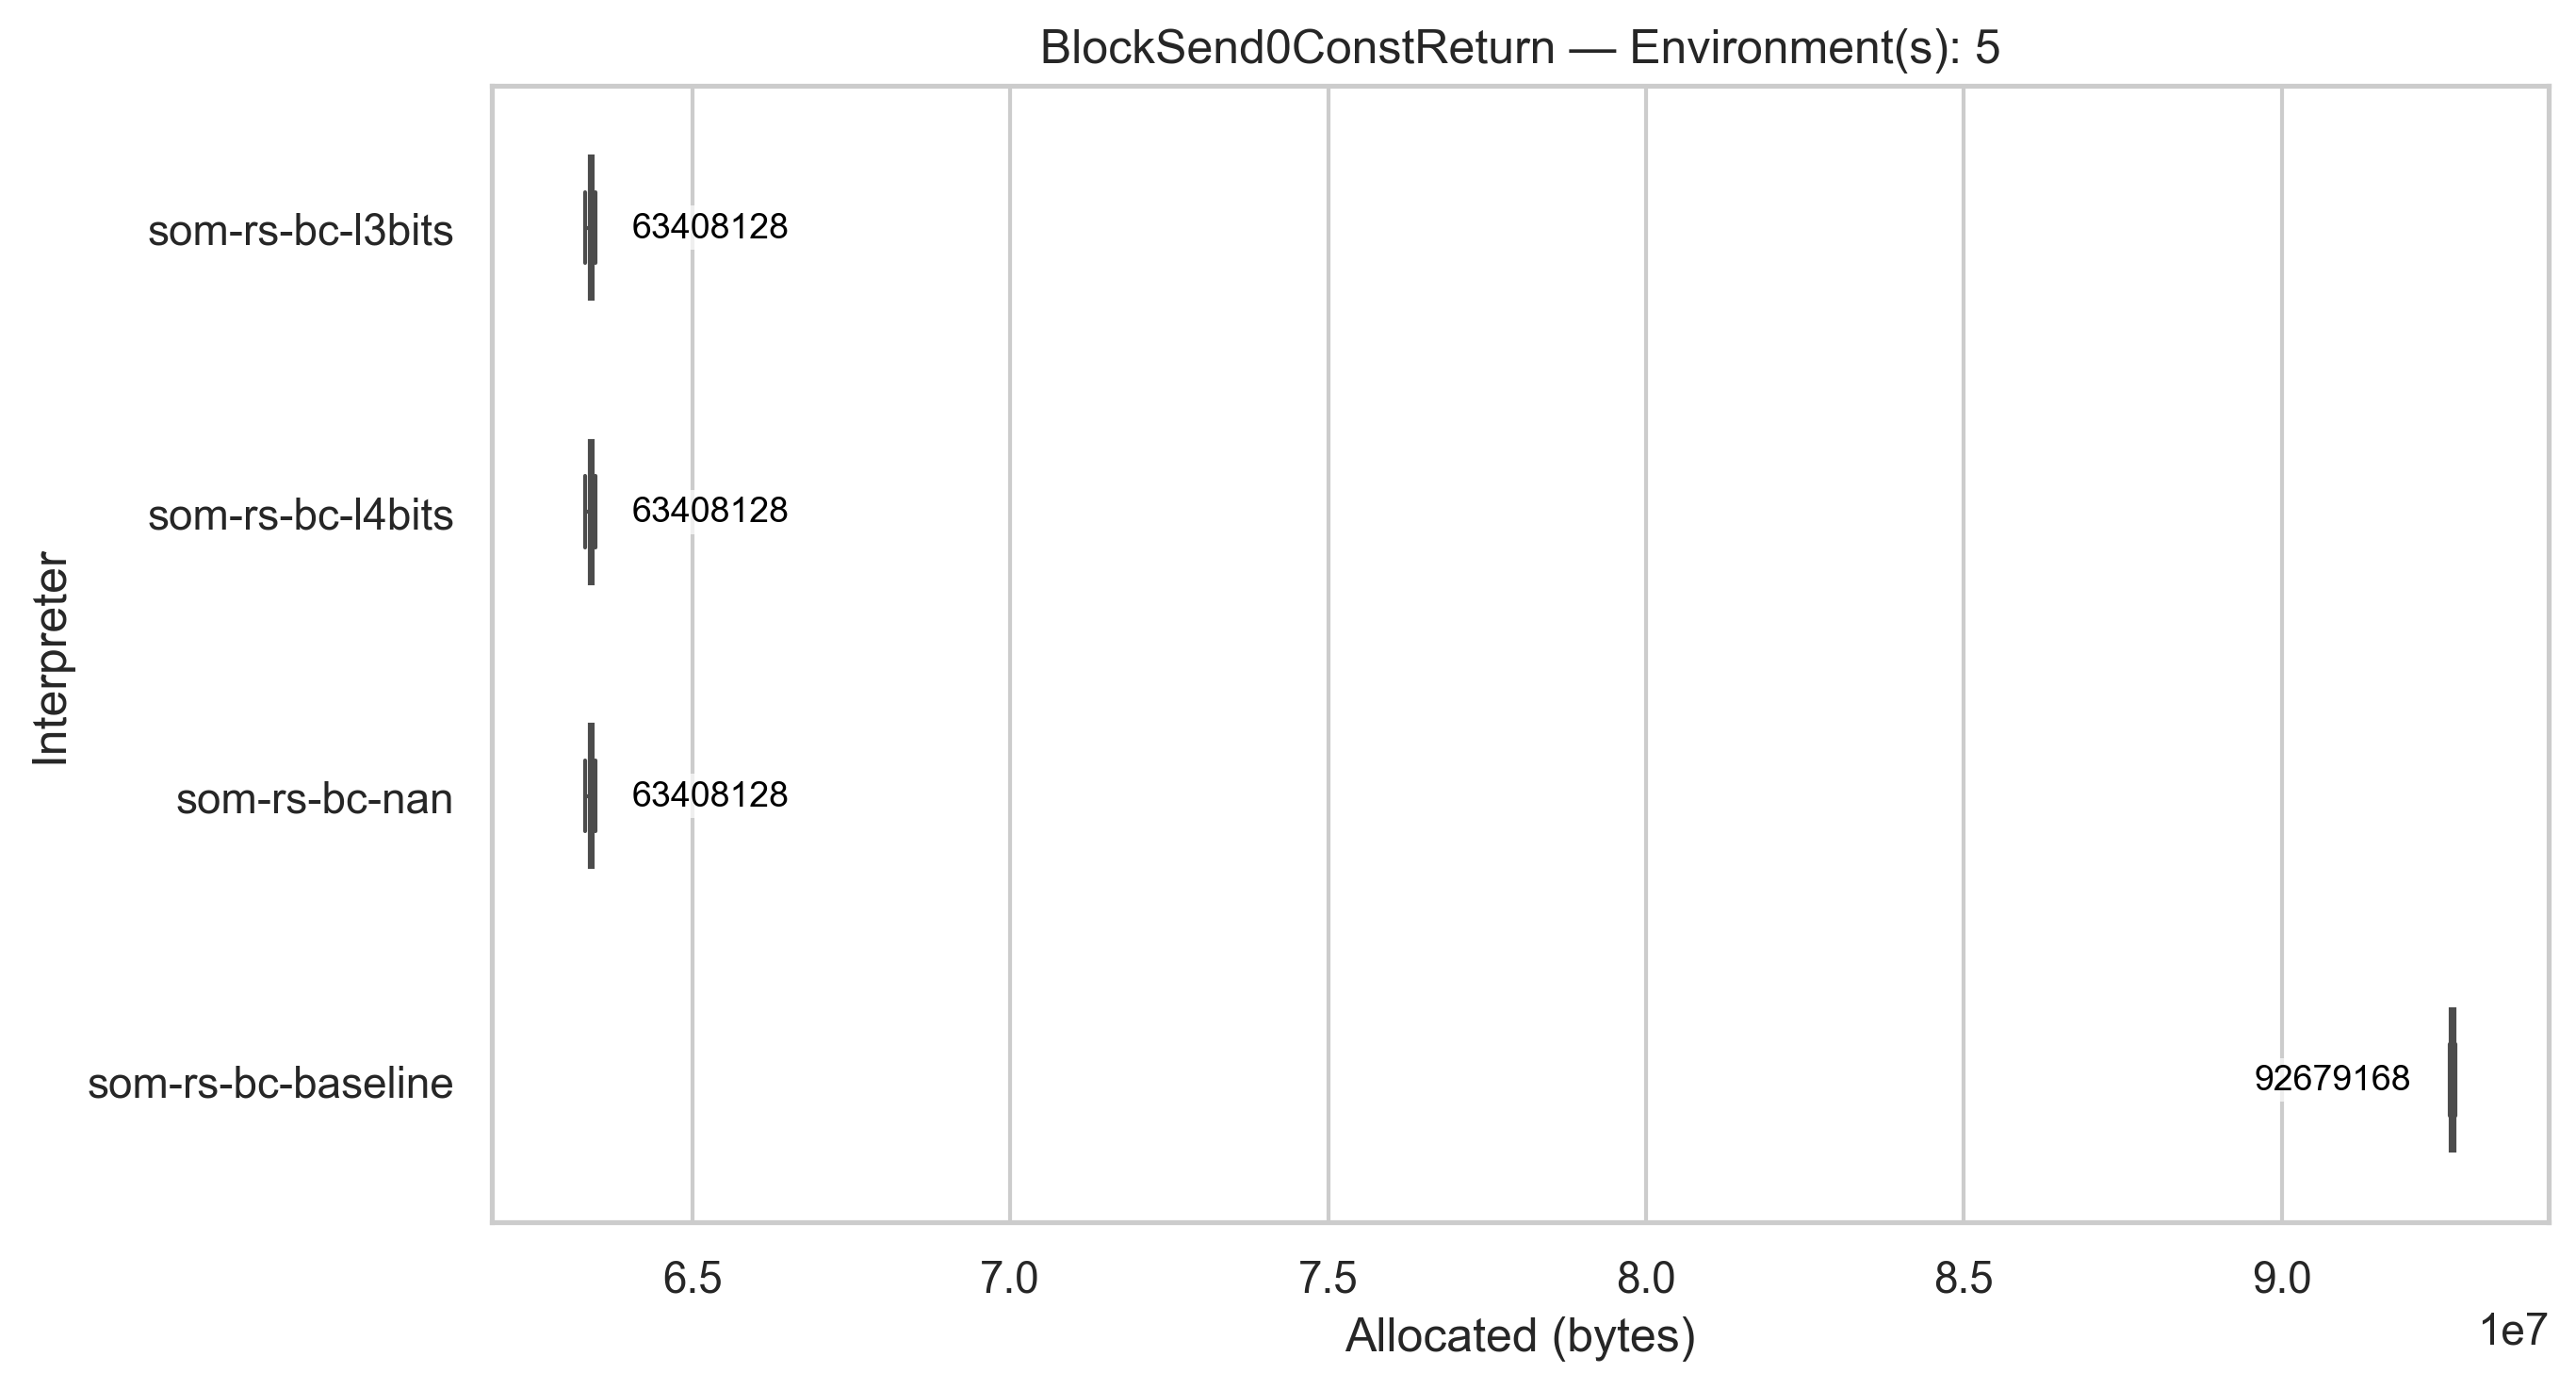 BlockSend0ConstReturn — Environment(s): 5
som-rs-bc-l3bits
63408128
som-rs-bc-l4bits
63408128
Interpreter
som-rs-bc-nan
63408128
som-rs-bc-baseline
92679168
6.5 7.0 7.5 8.0 8.5 9.0
Allocated (bytes)
1e7